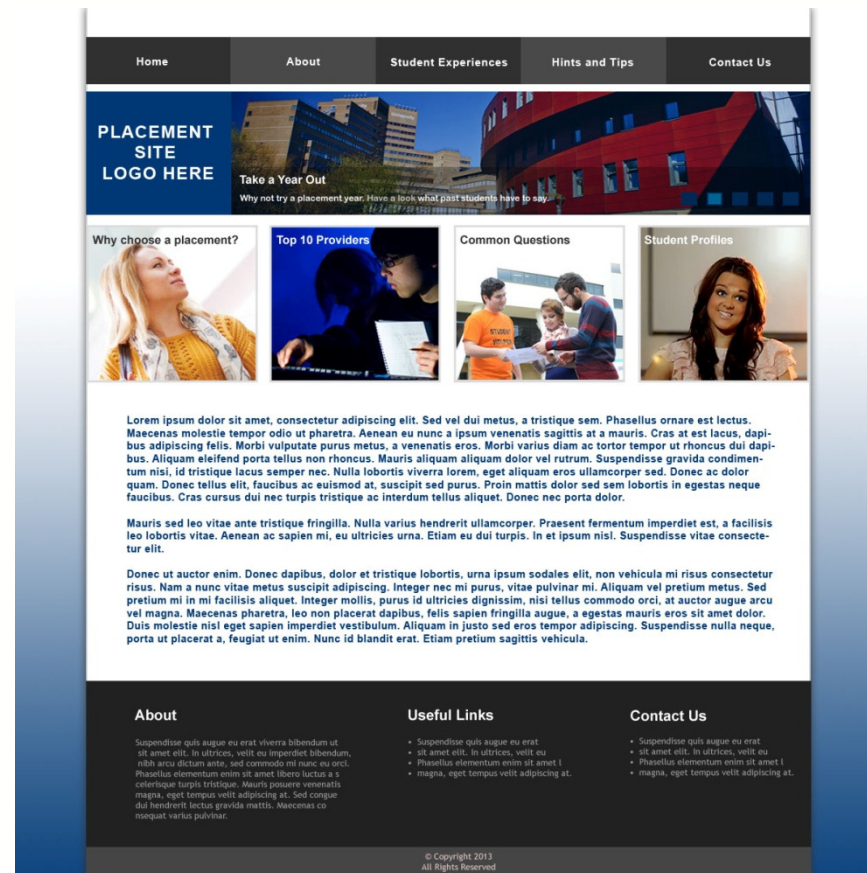 Home About Student Experiences Hints and Tips Contact Us
PLACEMENT
SITE
LOGO HERE
Take a Year Out
Why not try a placement year. Have a look what past students have to say.
Why choose a placement? Top 10 Providers Common Questions Student Profiles
Lorem ipsum dolor sit amet, consectetur adipiscing elit. Sed vel dui metus, a tristique sem. Phasellus ornare est lectus.
Maecenas molestie tempor odio ut pharetra. Aenean eu nunc a ipsum venenatis sagittis at a mauris. Cras at est lacus, dapi-
bus adipiscing felis. Morbi vulputate purus metus, a venenatis eros. Morbi varius diam ac tortor tempor ut rhoncus dui dapi-
bus. Aliquam eleifend porta tellus non rhoncus. Mauris aliquam aliquam dolor vel rutrum. Suspendisse gravida condimen-
tum nisi, id tristique lacus semper nec. Nulla lobortis viverra lorem, eget aliquam eros ullamcorper sed. Donec ac dolor
quam. Donec tellus elit, faucibus ac euismod at, suscipit sed purus. Proin mattis dolor sed sem lobortis in egestas neque
faucibus. Cras cursus dui nec turpis tristique ac interdum tellus aliquet. Donec nec porta dolor.
Mauris sed leo vitae ante tristique fringilla. Nulla varius hendrerit ullamcorper. Praesent fermentum imperdiet est, a facilisis
leo lobortis vitae. Aenean ac sapien mi, eu ultricies urna. Etiam eu dui turpis. In et ipsum nisl. Suspendisse vitae consecte-
tur elit.
Donec ut auctor enim. Donec dapibus, dolor et tristique lobortis, urna ipsum sodales elit, non vehicula mi risus consectetur
risus. Nam a nunc vitae metus suscipit adipiscing. Integer nec mi purus, vitae pulvinar mi. Aliquam vel pretium metus. Sed
pretium mi in mi facilisis aliquet. Integer mollis, purus id ultricies dignissim, nisi tellus commodo orci, at auctor augue arcu
vel magna. Maecenas pharetra, leo non placerat dapibus, felis sapien fringilla augue, a egestas mauris eros sit amet dolor.
Duis molestie nisl eget sapien imperdiet vestibulum. Aliquam in justo sed eros tempor adipiscing. Suspendisse nulla neque,
porta ut placerat a, feugiat ut enim. Nunc id blandit erat. Etiam pretium sagittis vehicula.
About
Suspendisse quis augue eu erat viverra bibendum ut
sit amet elit. In ultrices, velit eu imperdiet bibendum,
nibh arcu dictum ante, sed commodo mi nunc eu orci.
Phasellus elementum enim sit amet libero luctus a s
celerisque turpis tristique. Mauris posuere venenatis
magna, eget tempus velit adipiscing at. Sed congue
dui hendrerit lectus gravida mattis. Maecenas co
nsequat varius pulvinar.
Useful Links
• Suspendisse quis augue eu erat
• sit amet elit. In ultrices, velit eu
• Phasellus elementum enim sit amet l
• magna, eget tempus velit adipiscing at.
Contact Us
• Suspendisse quis augue eu erat
• sit amet elit. In ultrices, velit eu
• Phasellus elementum enim sit amet l
• magna, eget tempus velit adipiscing at.
© Copyright 2013
All Rights Reserved